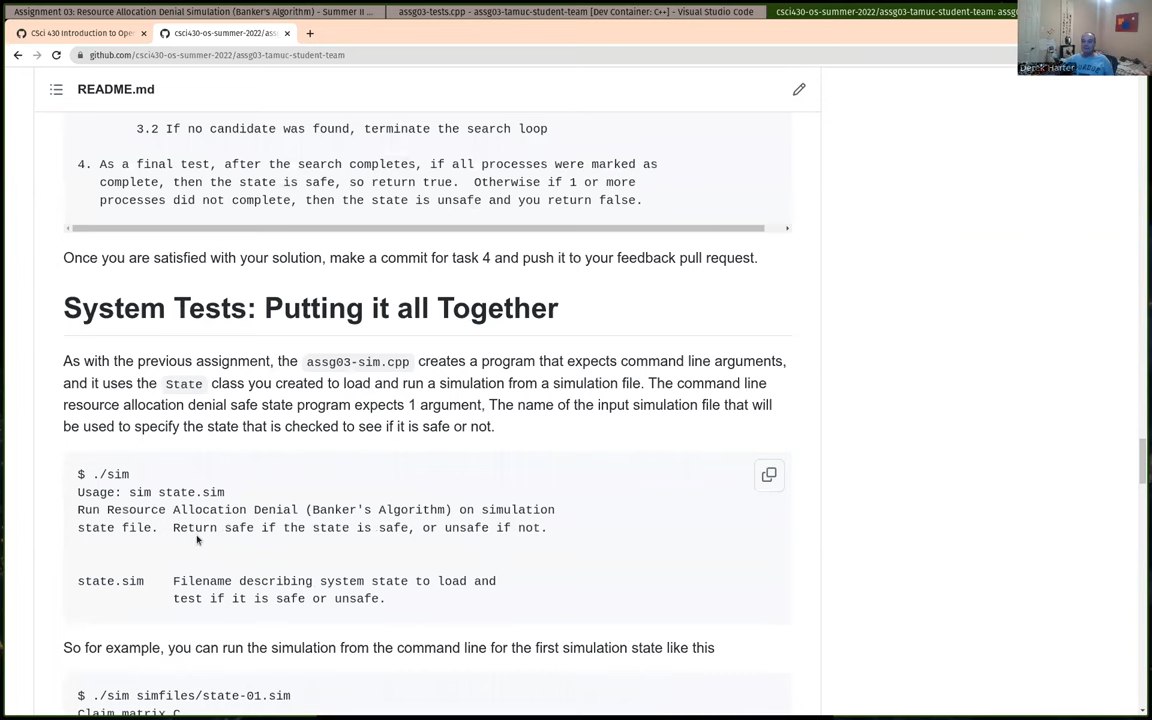 Assignment 03: Resource Allocation Denial Simulation (Banker's Algorithm) - Summer II ...
assg03-tests.cpp - assg03-tamuc-student-team [Dev Container: C++] - Visual Studio Code
csci430-os-summer-2022/assg03-tamuc-student-team: assg0
CSci 430 Introduction to Ope
csci430-os-summer-2022/ass
github.com/csci430-os-summer-2022/assg03-tamuc-student-team
Derek Harter
README.md
3.2 If no candidate was found, terminate the search loop
4. As a final test, after the search completes, if all processes were marked as
complete, then the state is safe, so return true.  Otherwise if 1 or more
processes did not complete, then the state is unsafe and you return false.
Once you are satisfied with your solution, make a commit for task 4 and push it to your feedback pull request.
System Tests: Putting it all Together
As with the previous assignment, the assg03-sim.cpp creates a program that expects command line arguments,
and it uses the State class you created to load and run a simulation from a simulation file. The command line
resource allocation denial safe state program expects 1 argument, The name of the input simulation file that will
be used to specify the state that is checked to see if it is safe or not.
$ ./sim
Usage: sim state.sim
Run Resource Allocation Denial (Banker's Algorithm) on simulation
state file.  Return safe if the state is safe, or unsafe if not.
state.sim    Filename describing system state to load and
test if it is safe or unsafe.
So for example, you can run the simulation from the command line for the first simulation state like this
$ ./sim simfiles/state-01.sim
Claim matrix C